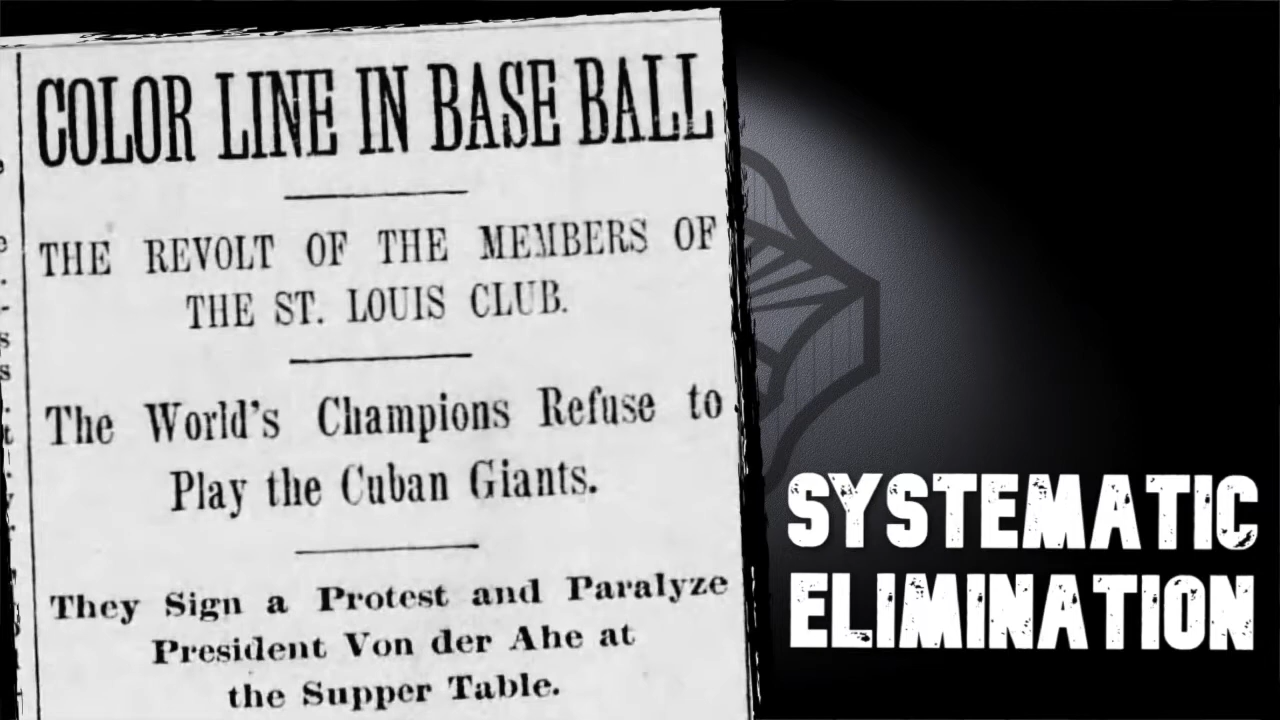 COLOR LINE IN BASE BALL
THE REVOLT OF THE MEMBERS OF
THE ST. LOUIS CLUB.
The World's Champions Refuse to
Play the Cuban Giants.
They Sign a Protest and Paralyze
President Von der Ahe at
the Supper Table.
SYSTEMATIC
ELIMINATION